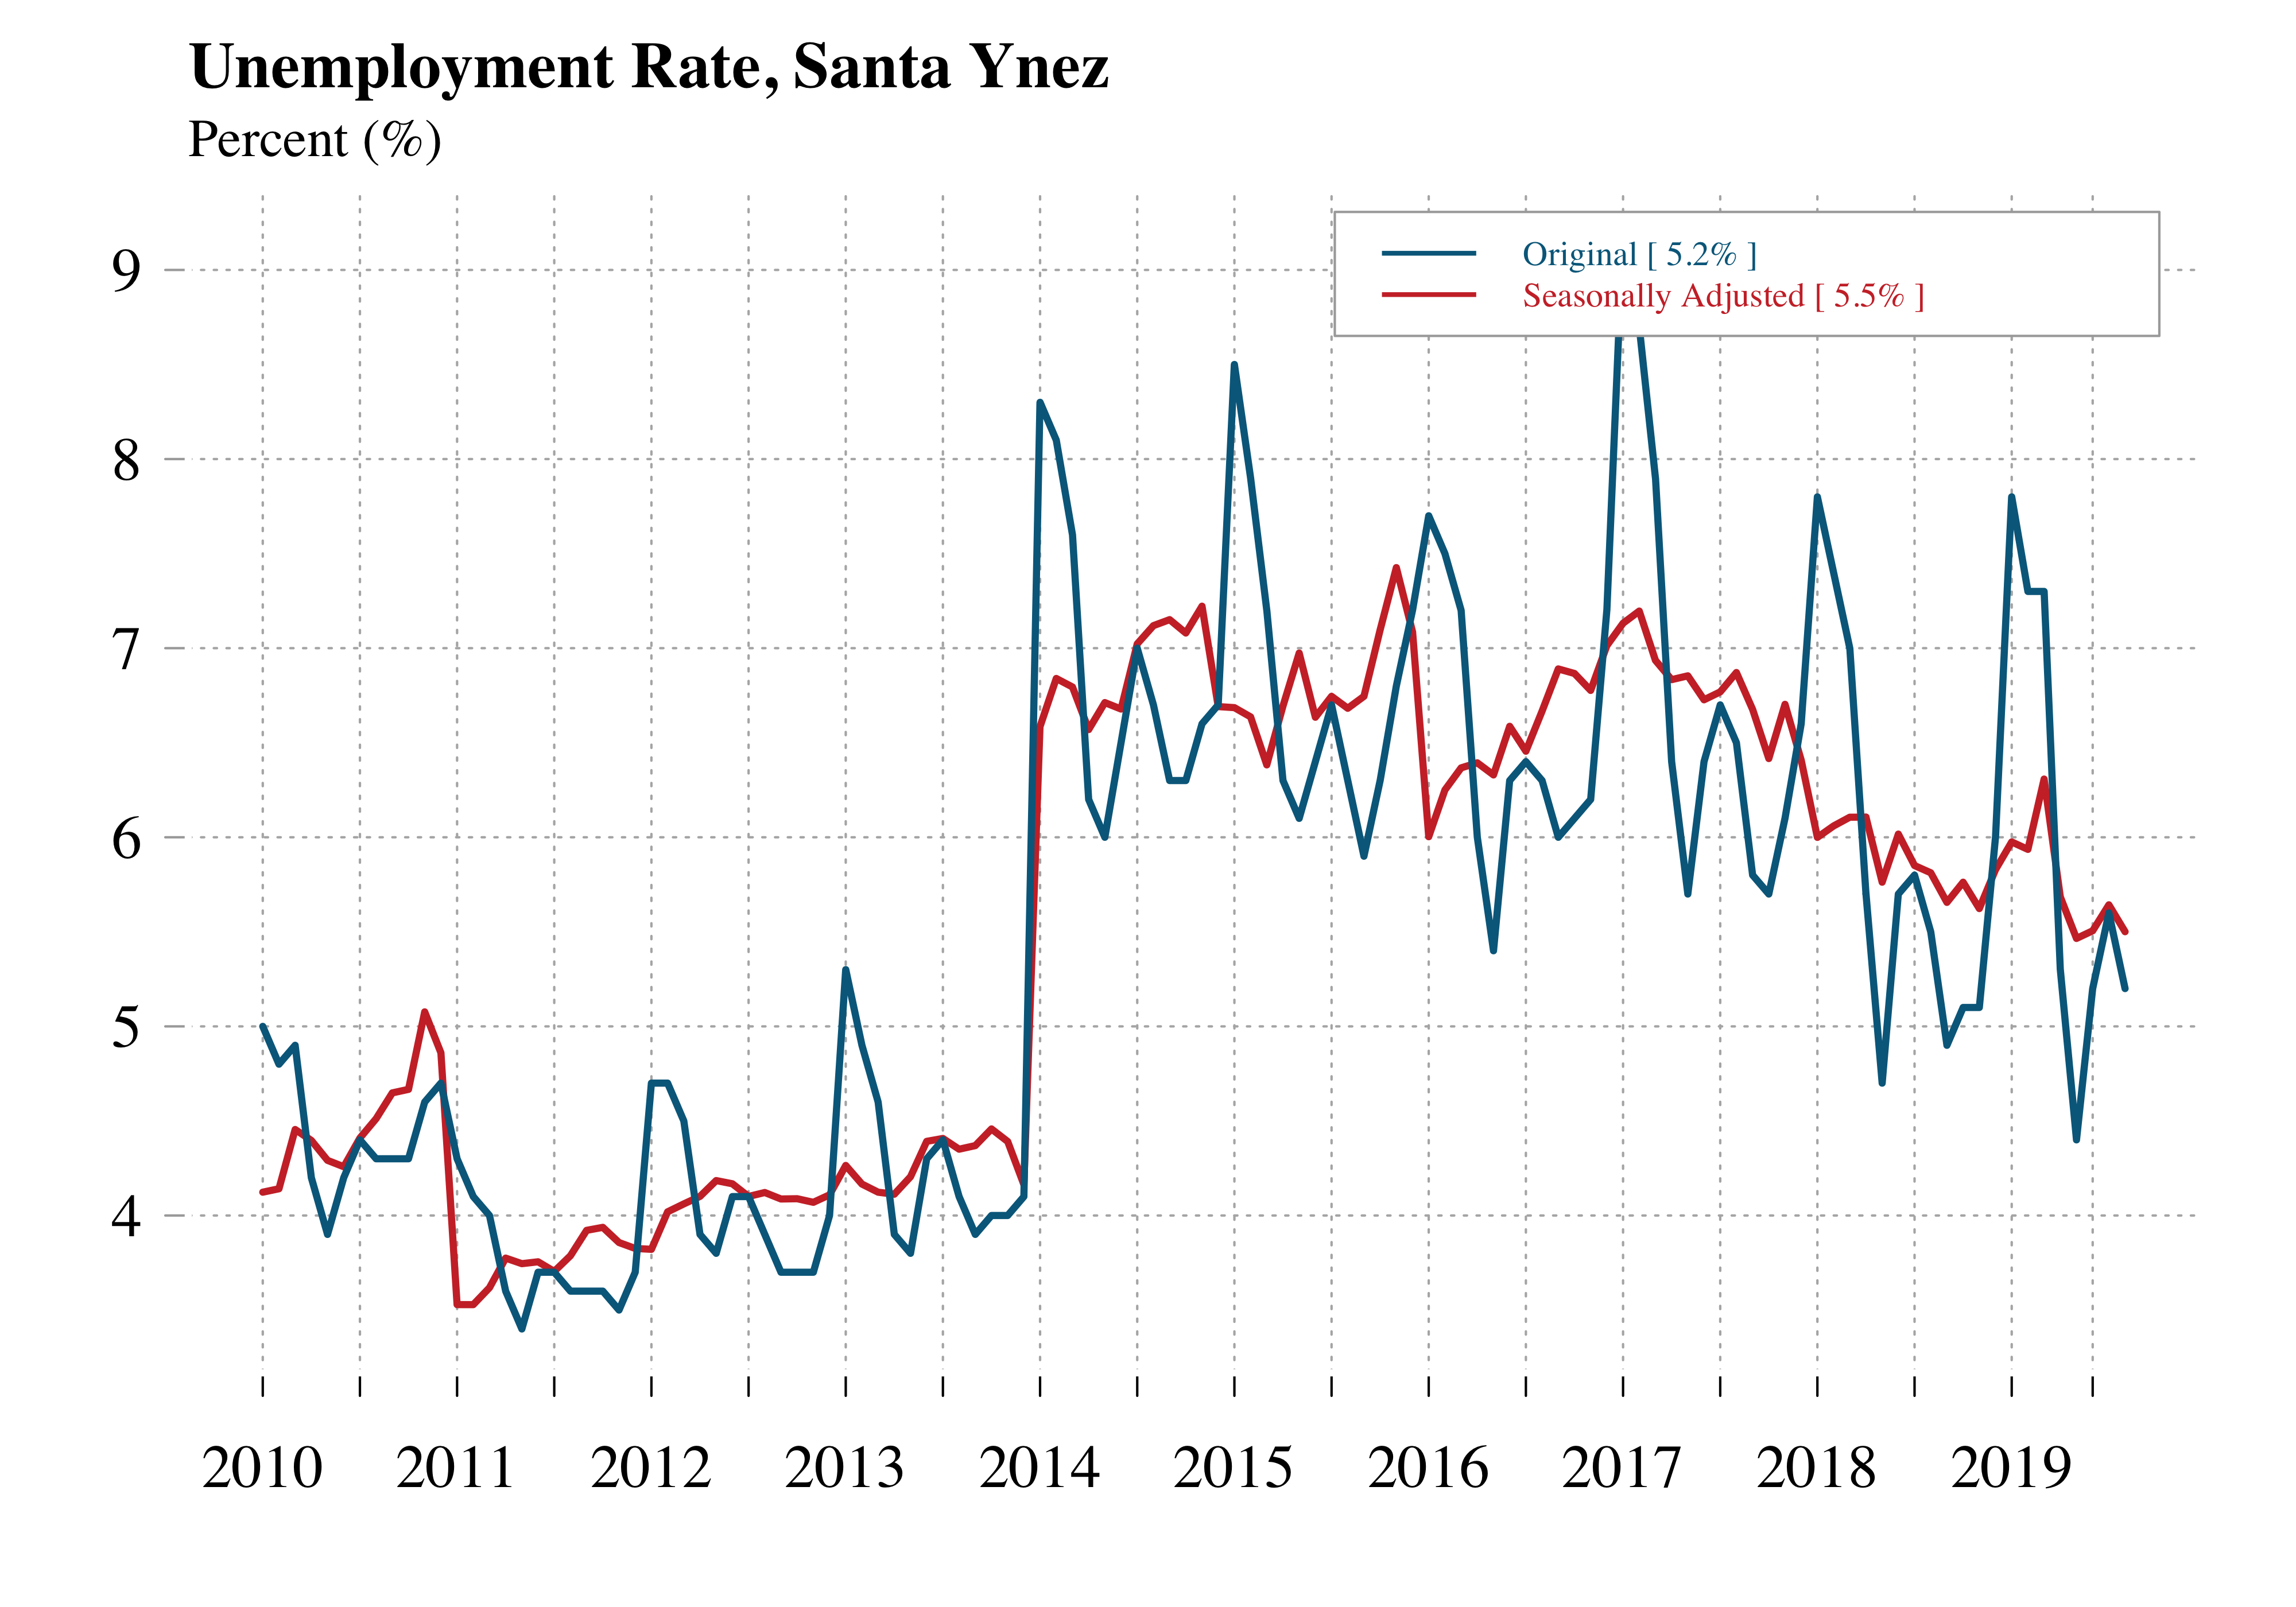 Unemployment Rate, Santa Ynez
Percent (%)
Original [ 5.2% ]
Seasonally Adjusted [ 5.5% ]
9
8
7
6
5
4
2010 2011 2012 2013 2014 2015 2016 2017 2018 2019